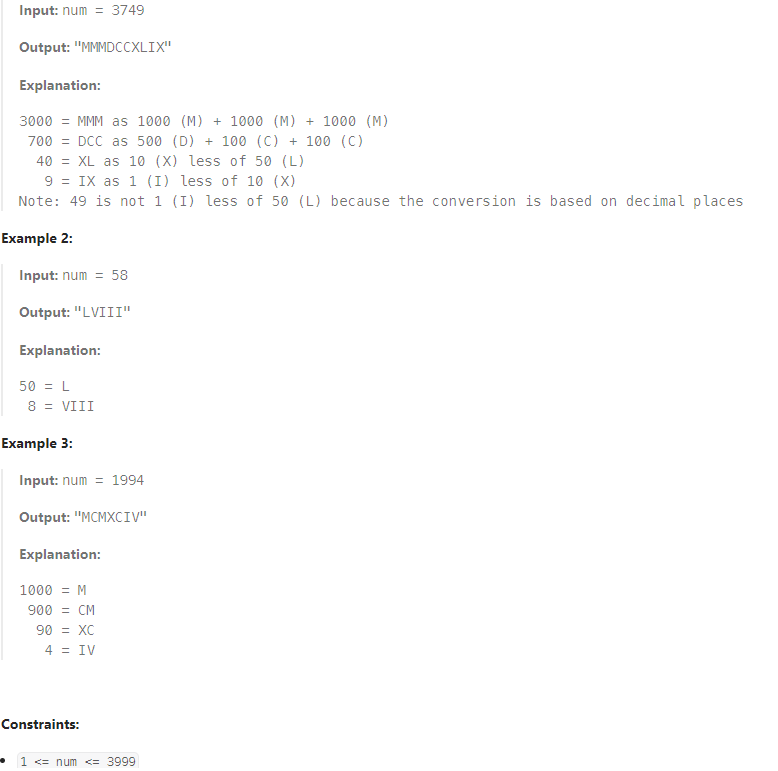 Input: num = 3749
Output: "MMMDCCXLIX"
Explanation:
3000 = MMM as 1000 (M) + 1000 (M) + 1000 (M)
700 = DCC as 500 (D) + 100 (C) + 100 (C)
40 = XL as 10 (X) less of 50 (L)
9 = IX as 1 (I) less of 10 (X)
Note: 49 is not 1 (I) less of 50 (L) because the conversion is based on decimal places
Example 2:
Input: num = 58
Output: "LVIII"
Explanation:
50 = L
8 = VIII
Example 3:
Input: num = 1994
Output: "MCMXCIV"
Explanation:
1000 = M
900 = CM
90 = XC
4 = IV
Constraints:
• 1 <= num <= 3999